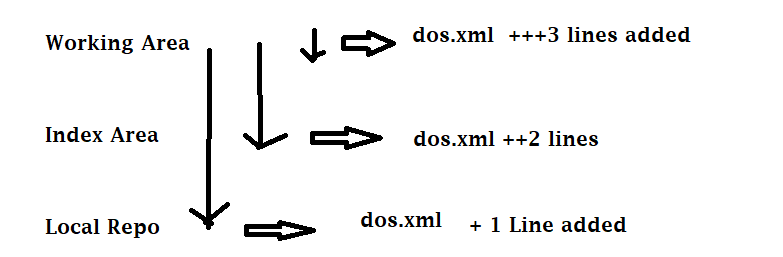 Working Area
dos.xml +++3 lines added
Index Area
dos.xml ++2 lines
Local Repo
dos.xml + 1 Line added